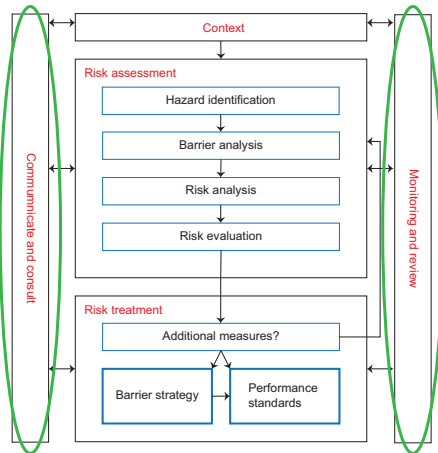 Context
Risk assessment
Hazard identification
Barrier analysis
Risk analysis
Risk evaluation
Risk treatment
Additional measures?
Barrier strategy
Performance
standards
Communicate and consult
Monitoring and review